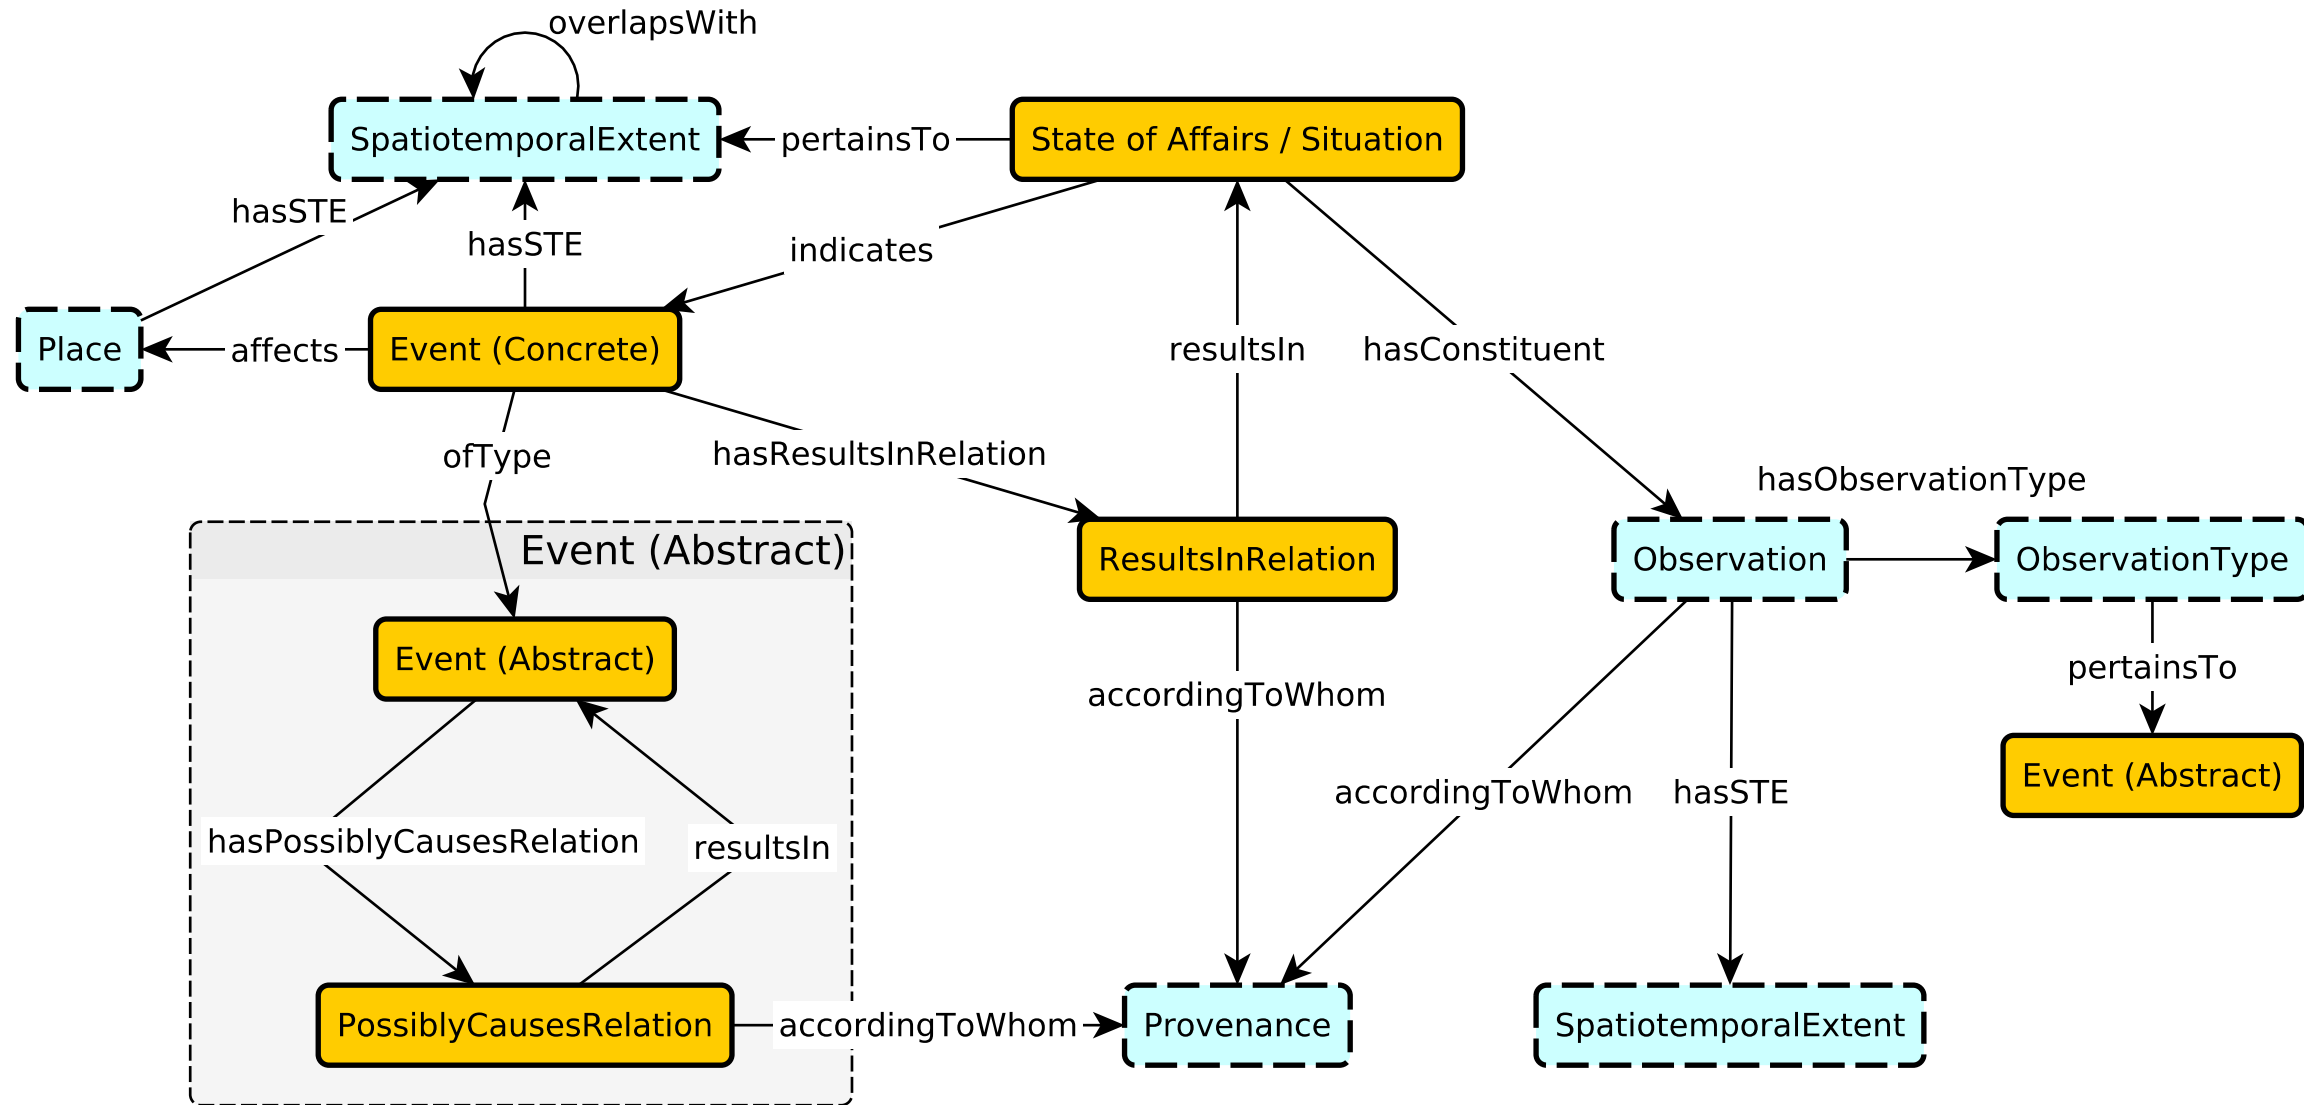 overlapsWith
SpatiotemporalExtent
pertainsTo
State of Affairs / Situation
hasSTE
hasSTE
indicates
Place
affects
Event (Concrete)
resultsIn
hasConstituent
ofType
hasResultsInRelation
hasObservationType
Event (Abstract)
ResultsInRelation
Observation
ObservationType
Event (Abstract)
accordingToWhom
pertainsTo
Event (Abstract)
hasPossiblyCausesRelation
resultsIn
accordingToWhom
hasSTE
PossiblyCausesRelation
accordingToWhom
Provenance
SpatiotemporalExtent